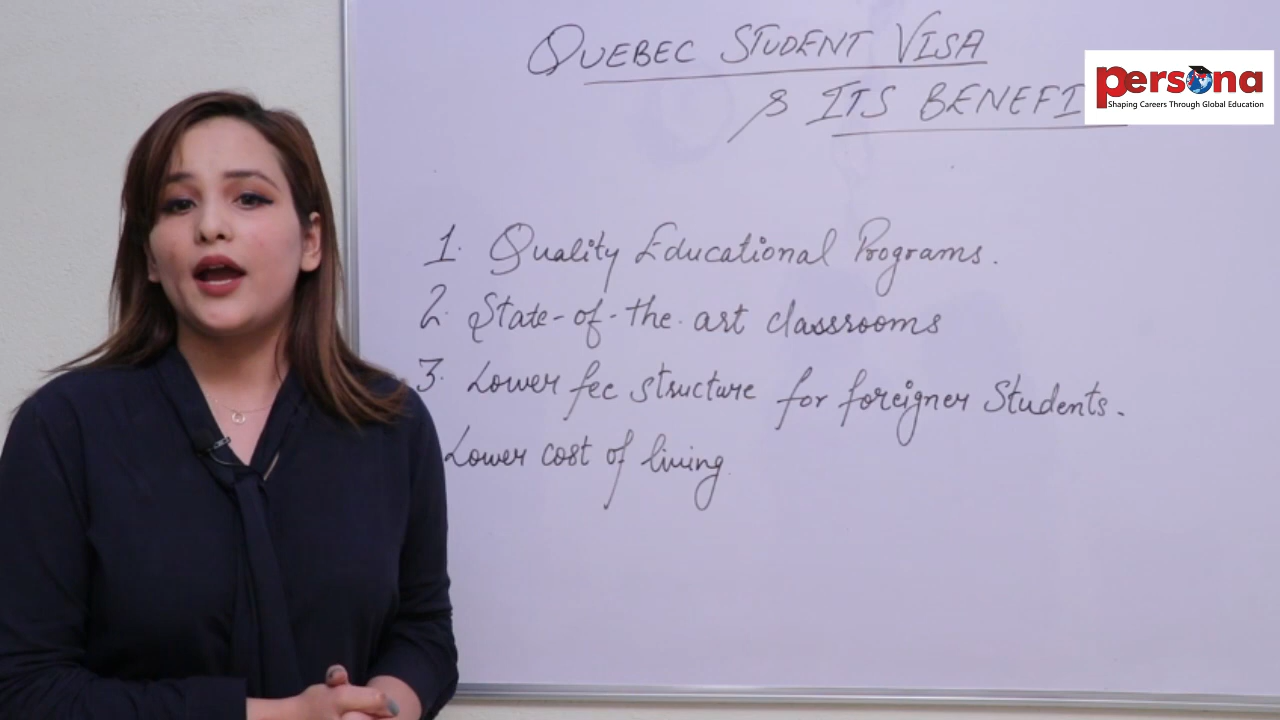 QUEBEC STUDENT VISA
& ITS BENEFI
persona
Shaping Careers Through Global Education
1. Quality Educational Programs.
2. State-of-the-art classrooms
3. Lower fee structure for foreigner Students.
Lower cost of living